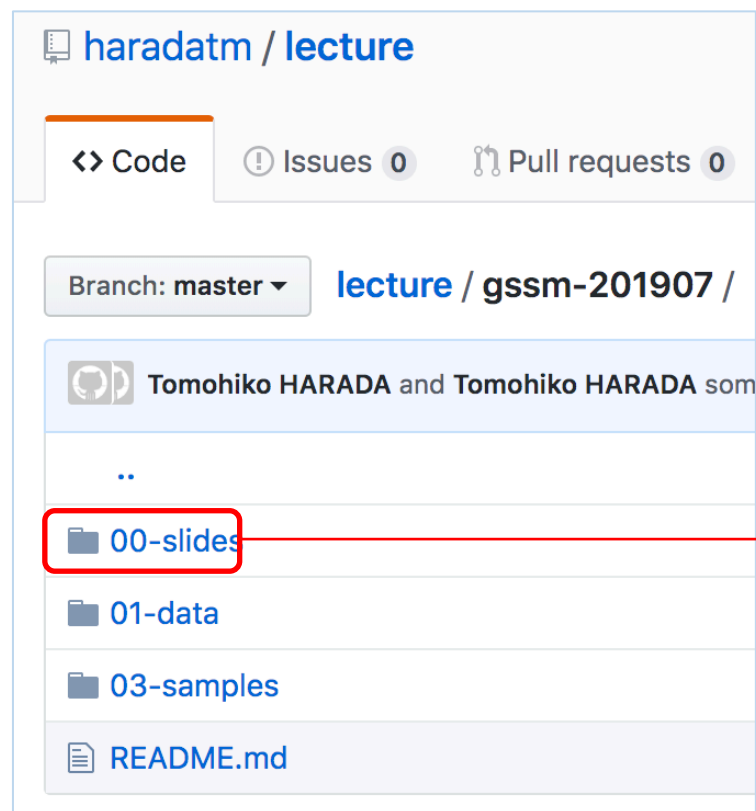 haradatm / lecture
Code Issues 0 Pull requests 0
Branch: master lecture / gssm-201907 /
Tomohiko HARADA and Tomohiko HARADA som
..
00-slides
01-data
03-samples
README.md